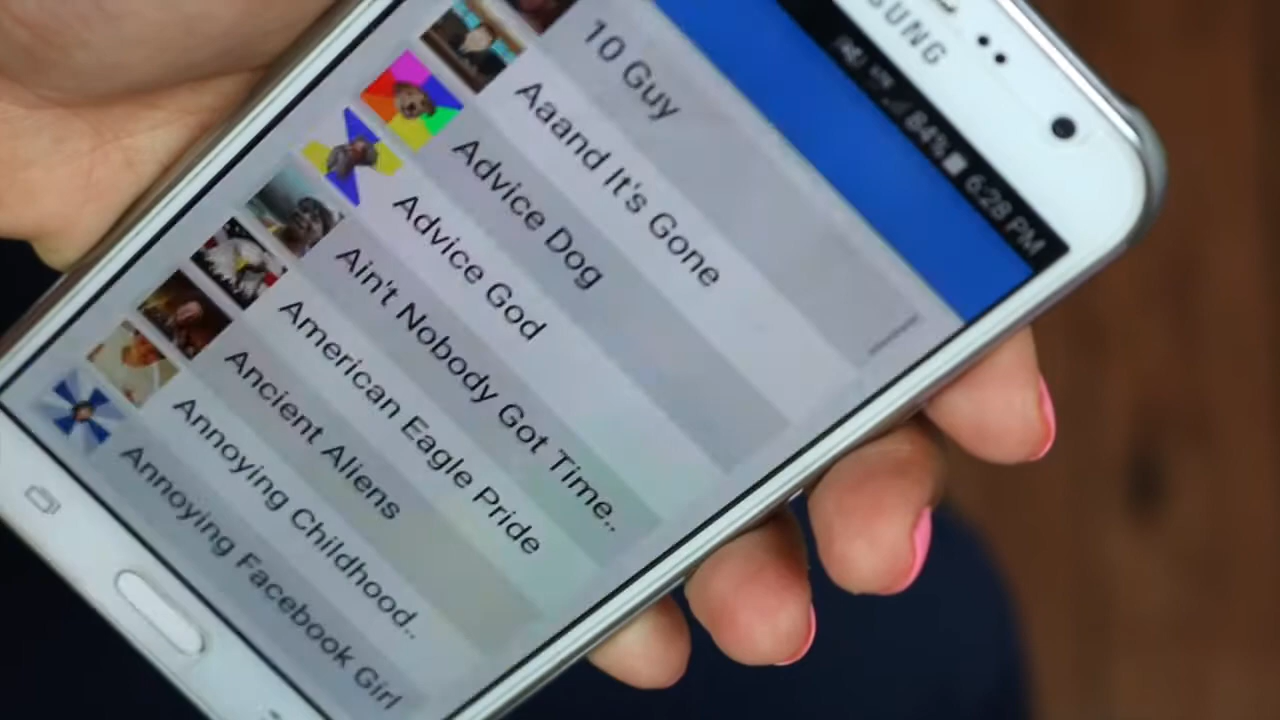 SUNG
84% 6:28 PM
10 Guy
Aaand It's Gone
Advice Dog
Advice God
Ain't Nobody Got Time..
American Eagle Pride
Ancient Aliens
Annoying Childhood..
Annoying Facebook Girl